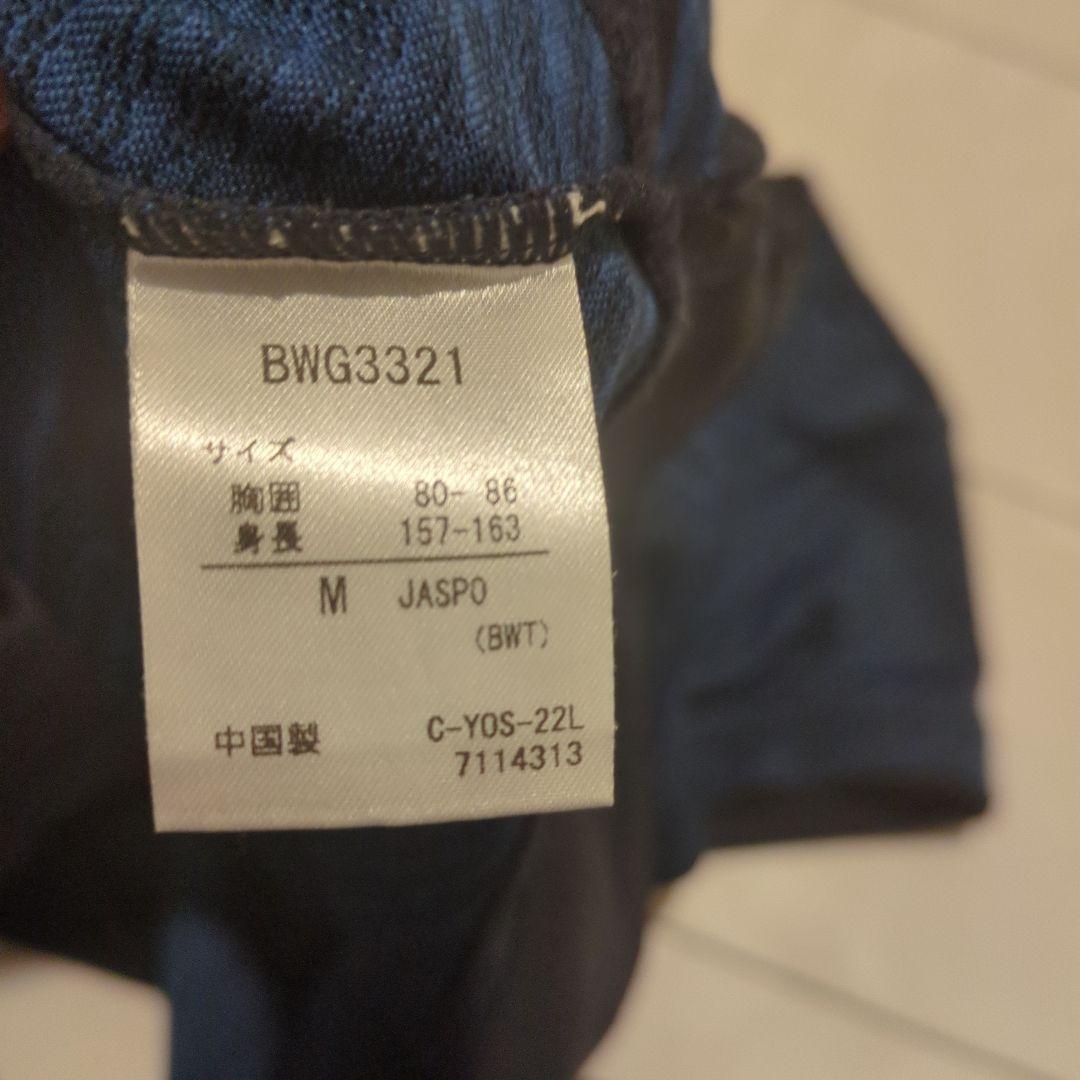 BWG3321
サイズ
胸囲 80- 86
身長 157-163
M JASPO
(BWT)
中国製 C-YOS-22L
7114313